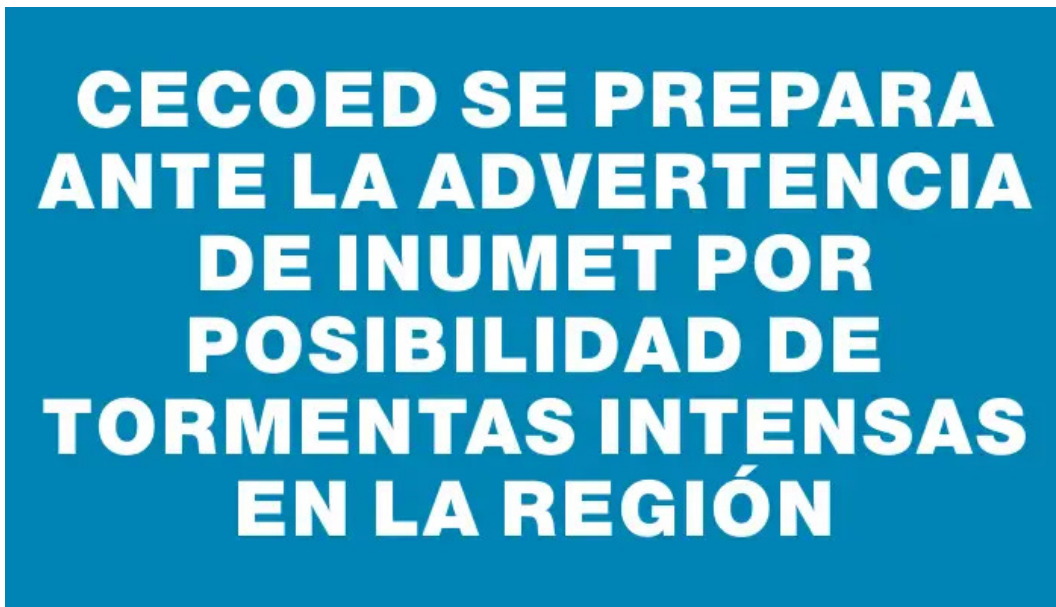 CECOED SE PREPARA
ANTE LA ADVERTENCIA
DE INUMET POR
POSIBILIDAD DE
TORMENTAS INTENSAS
EN LA REGIÓN